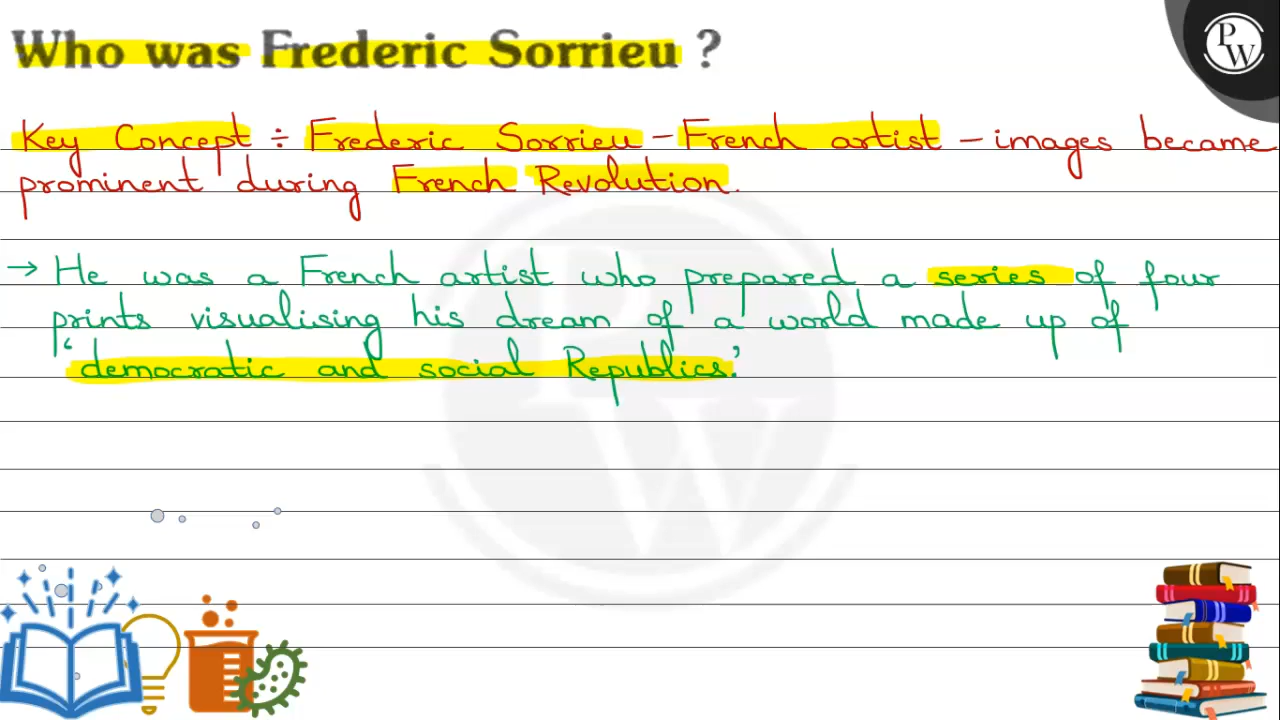 Who was Frederic Sorrieu ?
PW
Key Concept ÷ Frederic Sorrieu - French artist - images became
prominent during French Revolution.
→ He was a French artist who prepared a series of four
prints visualising his dream of a world made up of
'democratic and social Republics.'
PW